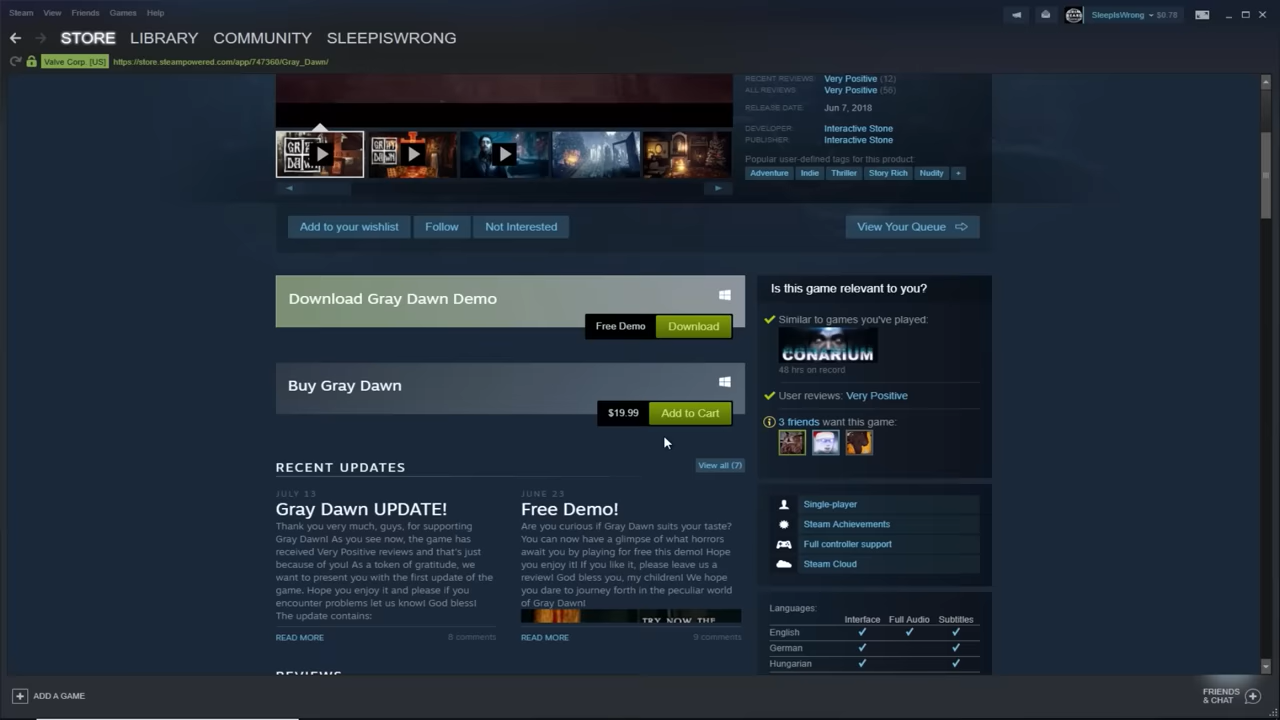 Steam View Friends Games Help
SleepIsWrong $0.78
STORE LIBRARY COMMUNITY SLEEPISWRONG
Valve Corp. [US] https://store.steampowered.com/app/747360/Gray_Dawn/
RECENT REVIEWS: Very Positive (12)
ALL REVIEWS: Very Positive (56)
RELEASE DATE: Jun 7, 2018
DEVELOPER: Interactive Stone
PUBLISHER: Interactive Stone
Popular user-defined tags for this product
Adventure Indie Thriller Story Rich Nudity +
GRAY DAWN
Add to your wishlist Follow Not Interested View Your Queue
Download Gray Dawn Demo
Free Demo Download
Buy Gray Dawn
$19.99 Add to Cart
Is this game relevant to you?
Similar to games you've played:
CONARIUM
48 hrs on record
User reviews: Very Positive
3 friends want this game:
RECENT UPDATES View all (7)
JULY 13
Gray Dawn UPDATE!
Thank you very much, guys, for supporting
Gray Dawn! As you see now, the game has
received Very Positive reviews and that's just
because of you! As a token of gratitude, we
want to present you with the first update of the
game. Hope you enjoy it and please if you
encounter problems let us know! God bless!
The update contains:
READ MORE 8 comments
JUNE 23
Free Demo!
Are you curious if Gray Dawn suits your taste?
You can now have a glimpse of what horrors
await you by playing for free this demo! Hope
you enjoy it! If you like it, please leave us a
review! God bless you, my children! We hope
you dare to journey forth in the peculiar world
of Gray Dawn!
TRY NOW THE
READ MORE 9 comments
Single-player
Steam Achievements
Full controller support
Steam Cloud
Languages:
Interface Full Audio Subtitles
English
German
Hungarian
REVIEWS
ADD A GAME
FRIENDS
& CHAT